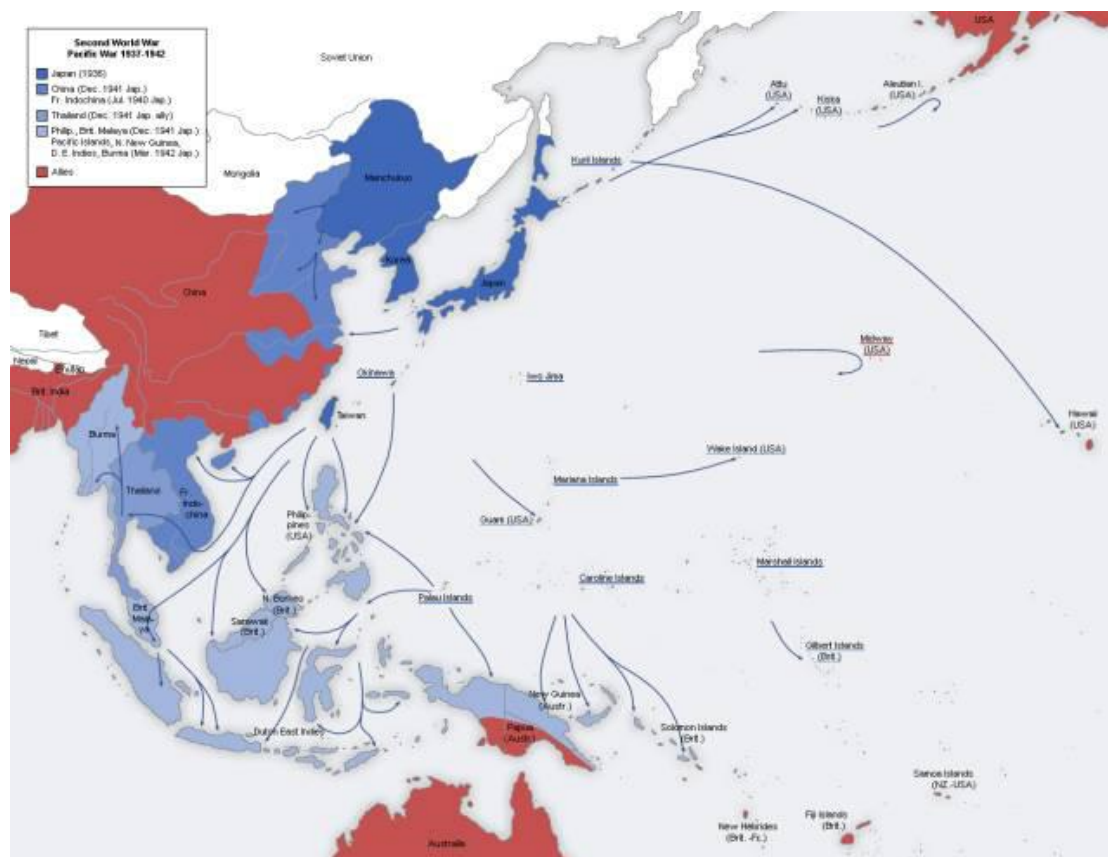 Second World War
Pacific War 1937-1942
Japan (1936)
China (Dec. 1941 Jap.)
Fr. Indochina (Jul. 1940 Jap.)
Thailand (Dec. 1941 Jap. ally)
Philip., Brit. Malaya (Dec. 1941 Jap.)
Pacific Islands, N. New Guinea,
D. E. Indies, Burma (Mar. 1942 Jap.)
Allies
USA
Soviet Union
Attu
(USA)
Kiska
(USA)
Aleutian I.
(USA)
Kuril Islands
Mongolia
Manchukuo
Korea
Japan
China
Tibet
Nepal
Brit. India
Midway
(USA)
Okinawa
Iwo Jima
Taiwan
Hawaii
(USA)
Burma
Wake Island (USA)
Mariana Islands
Thailand
Fr.
Indo-
china
Philip-
pines
(USA)
Guam (USA)
Marshall Islands
Caroline Islands
Palau Islands
N. Borneo
(Brit.)
Sarawak
(Brit.)
Brit.
Malaya
Gilbert Islands
(Brit.)
New Guinea
(Austr.)
Papua
(Austr.)
Solomon Islands
(Brit.)
Dutch East Indies
Samoa Islands
(NZ.-USA)
New Hebrides
(Brit. -Fr.)
Fiji Islands
(Brit.)
Australia